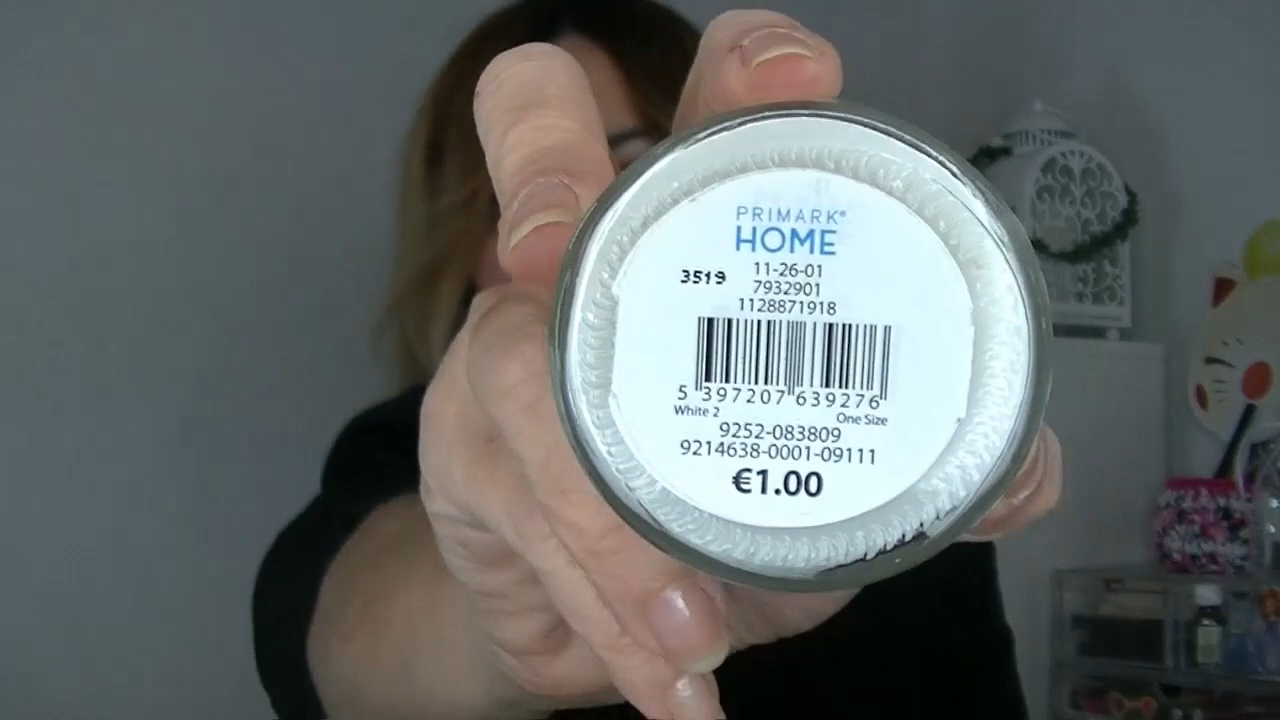 PRIMARK®
HOME
11-26-01
3519 7932901
1128871918
5 397207 639276
White 2 One Size
9252-083809
9214638-0001-09111
€1.00